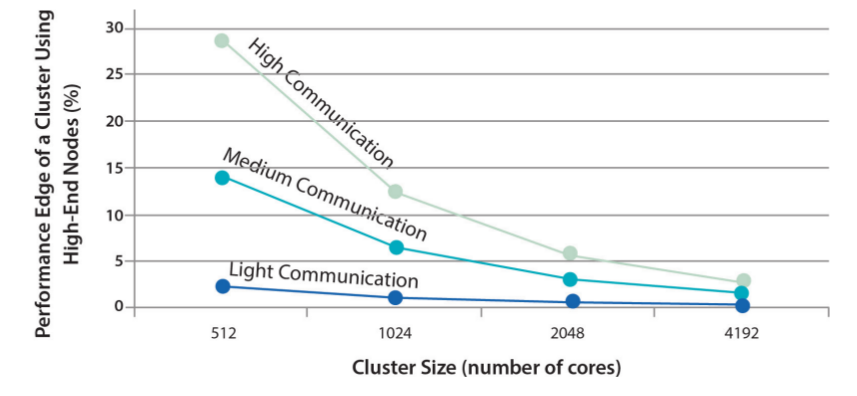 Performance Edge of a Cluster Using
High-End Nodes (%)
30
25
20
15
10
5
0
High Communication
Medium Communication
Light Communication
512
1024
2048
4192
Cluster Size (number of cores)